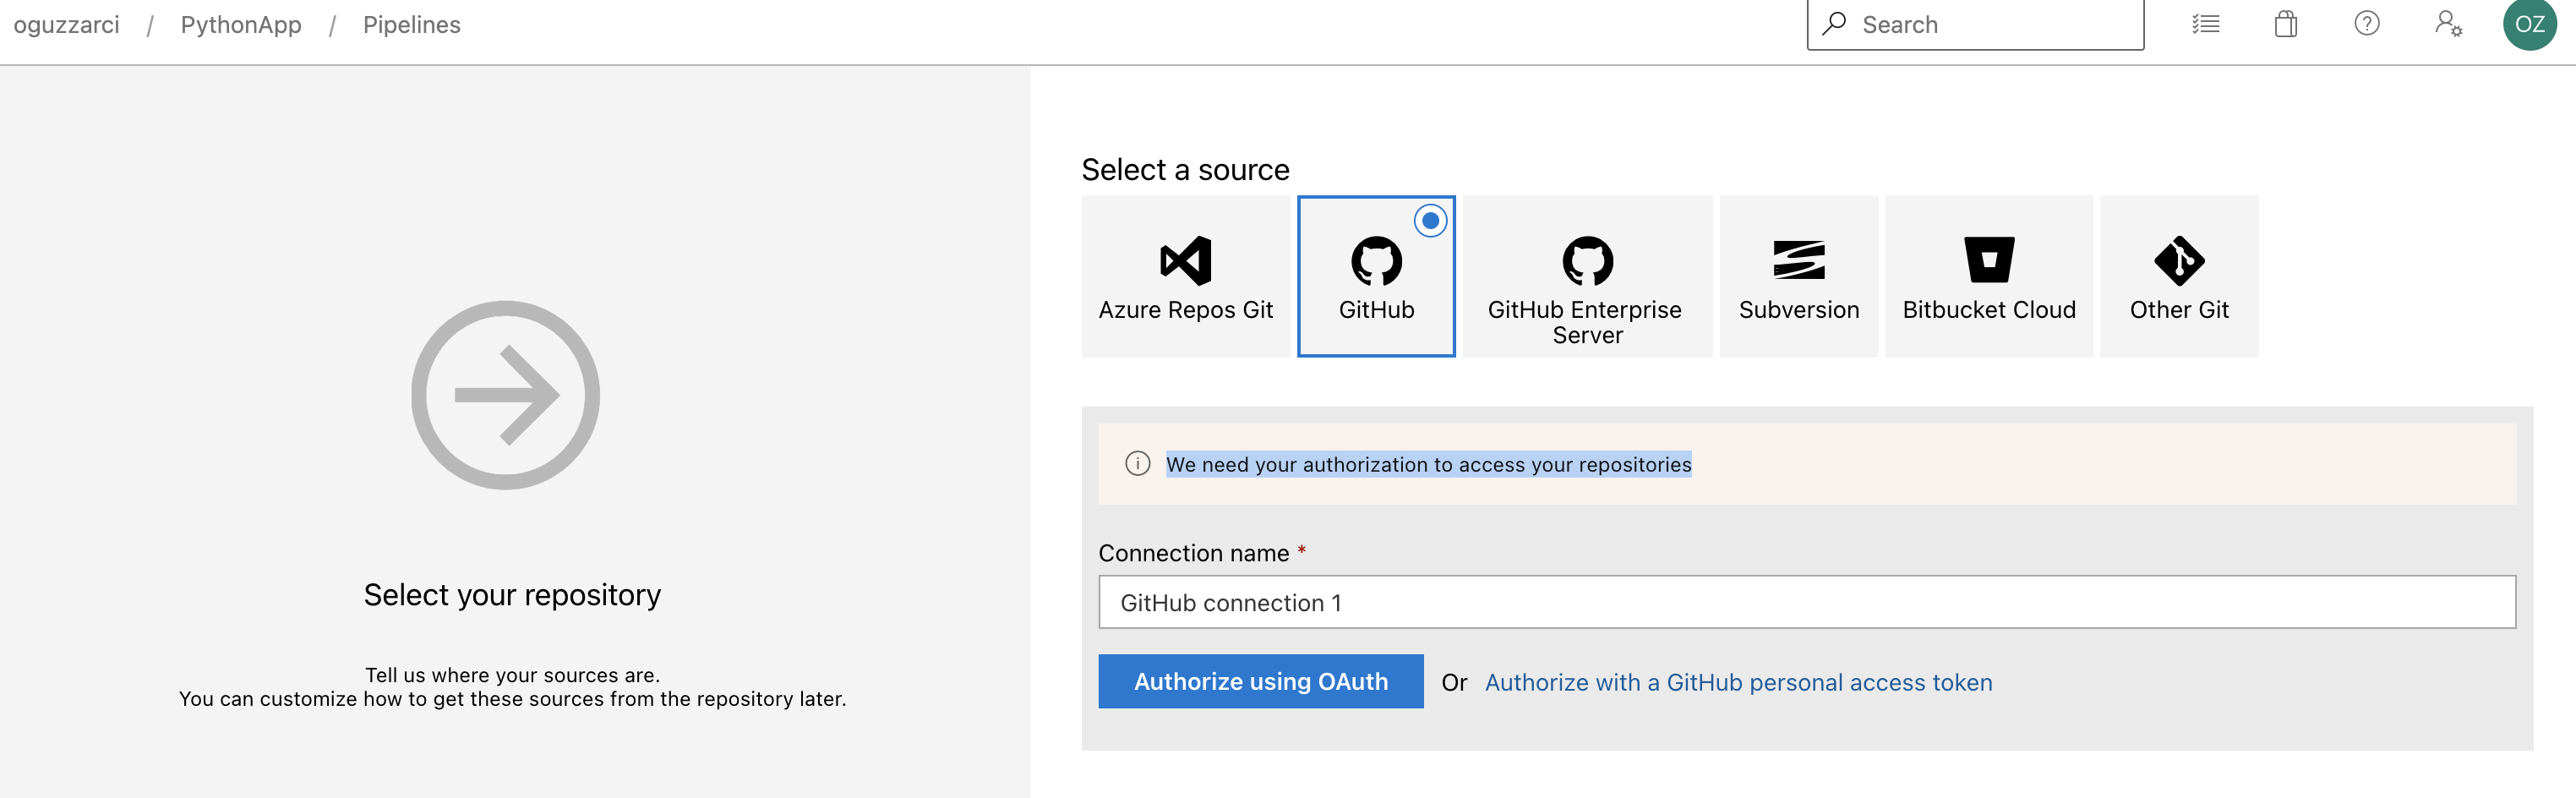 oguzzarci / PythonApp / Pipelines
Search
OZ
Select a source
Azure Repos Git
GitHub
GitHub Enterprise
Server
Subversion
Bitbucket Cloud
Other Git
We need your authorization to access your repositories
Connection name *
GitHub connection 1
Authorize using OAuth Or Authorize with a GitHub personal access token
Select your repository
Tell us where your sources are.
You can customize how to get these sources from the repository later.